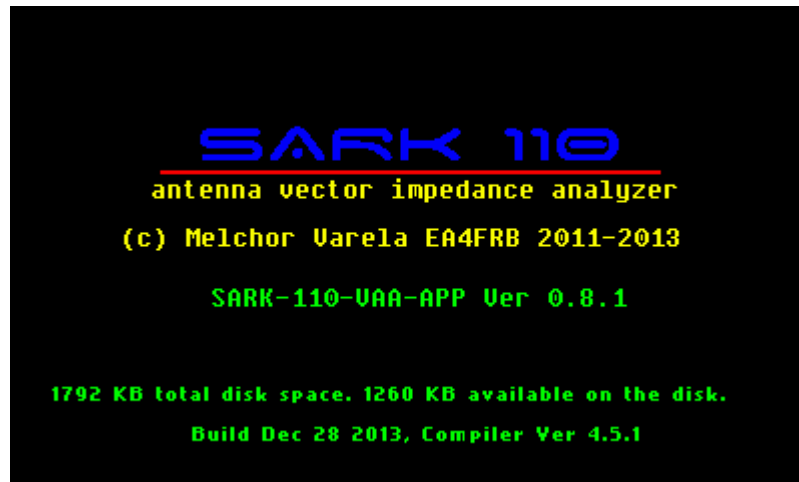 SARK 110
antenna vector impedance analyzer
(c) Melchor Varela EA4FRB 2011-2013
SARK-110-VAA-APP Ver 0.8.1
1792 KB total disk space. 1260 KB available on the disk.
Build Dec 28 2013, Compiler Ver 4.5.1